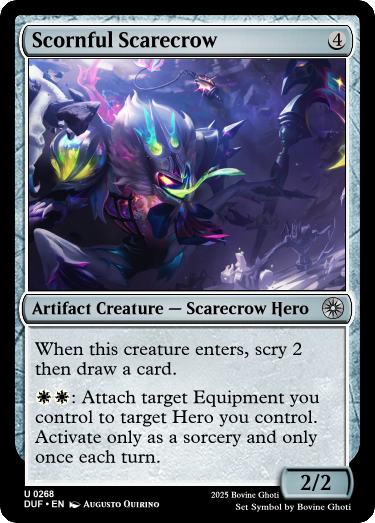 Scornful Scarecrow 4
Artifact Creature — Scarecrow Hero
When this creature enters, scry 2
then draw a card.
: Attach target Equipment you
control to target Hero you control.
Activate only as a sorcery and only
once each turn.
2/2
U 0268
DUF • EN Augusto Quirino
2025 Bovine Ghoti
Set Symbol by Bovine Ghoti